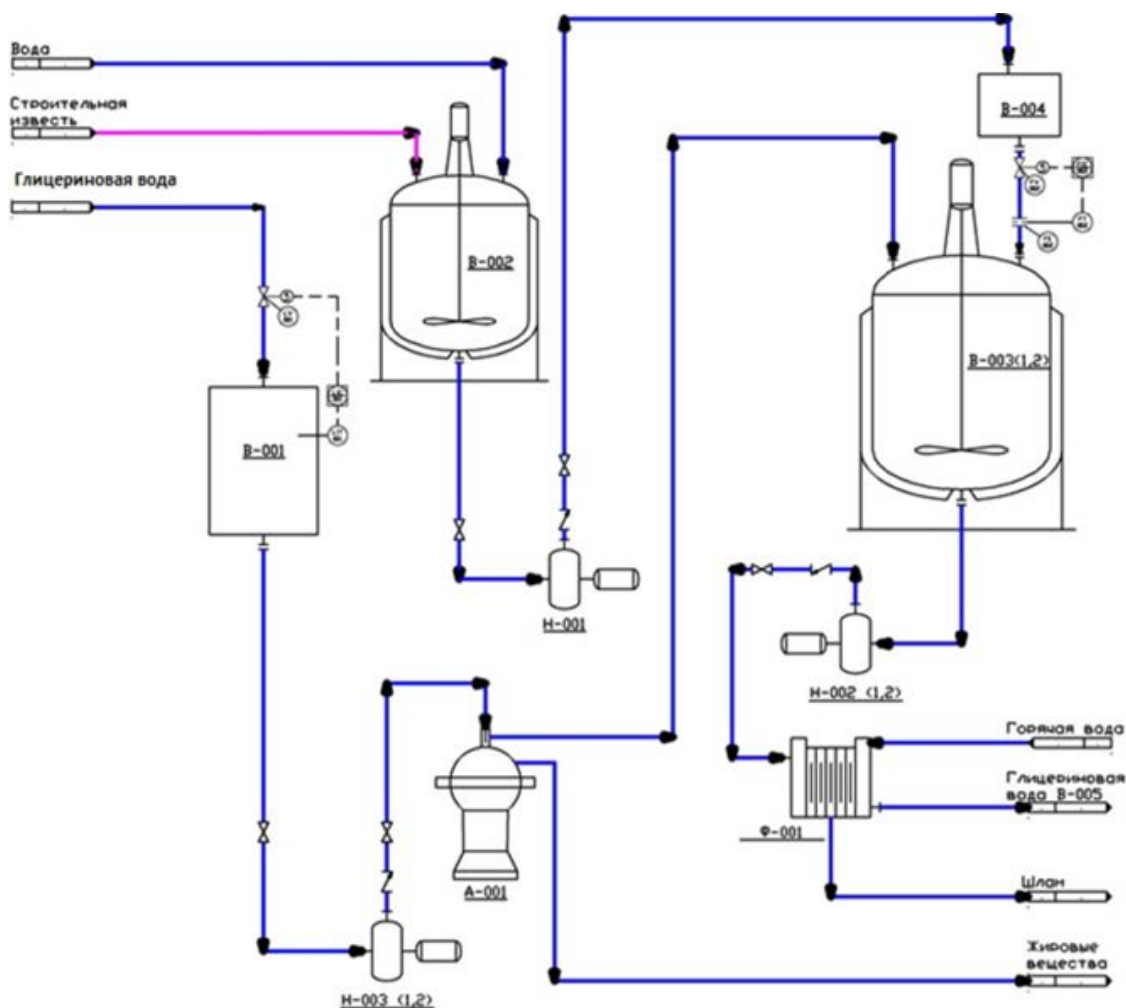 Вода
Строительная
известь
Глицериновая вода
В-004
В-002
В-003(1,2)
В-001
Н-001
Н-002 (1,2)
Горячая вода
Глицериновая
вода В-005
Ф-001
Шлам
А-001
Жировые
вещества
Н-003 (1,2)